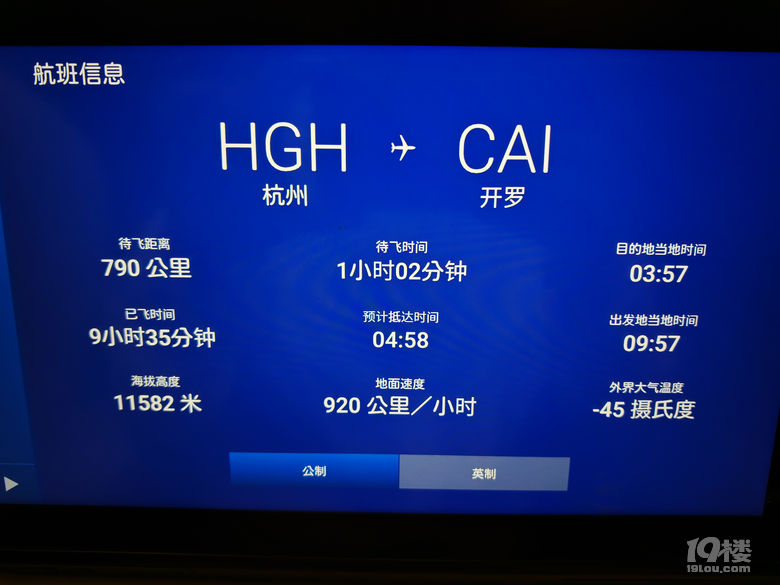 航班信息
HGH CAI
杭州 开罗
待飞距离 待飞时间 目的地当地时间
790 公里 1小时02分钟 03:57
已飞时间 预计抵达时间 出发地当地时间
9小时35分钟 04:58 09:57
海拔高度 地面速度 外界大气温度
11582 米 920 公里／小时 -45 摄氏度
公制 英制
19楼
19lou.com